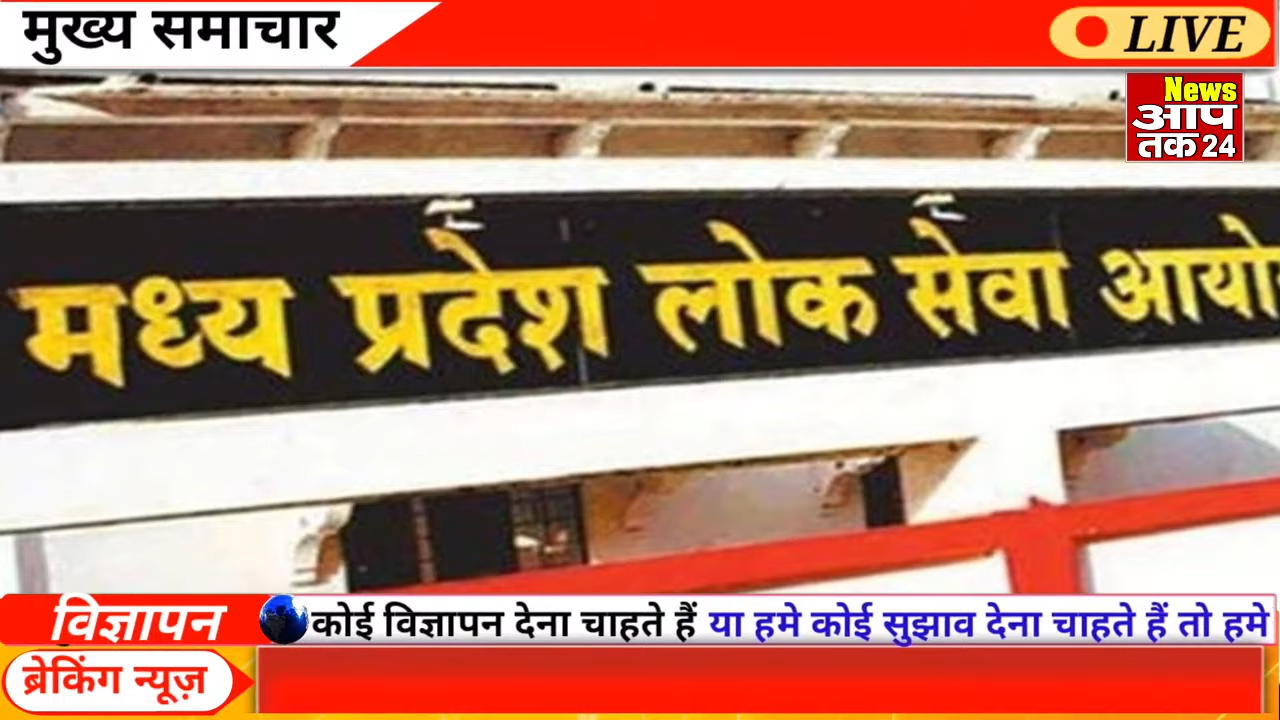 मुख्य समाचार
LIVE
News
आप
तक 24
मध्य प्रदेश लोक सेवा आयो
विज्ञापन
कोई विज्ञापन देना चाहते हैं या हमे कोई सुझाव देना चाहते हैं तो हमे
ब्रेकिंग न्यूज़